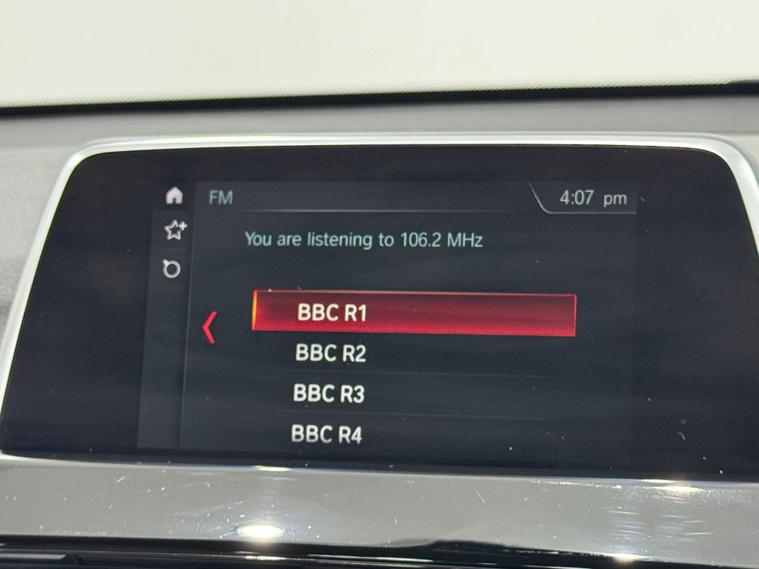 FM
4:07 pm
You are listening to 106.2 MHz
BBC R1
BBC R2
BBC R3
BBC R4